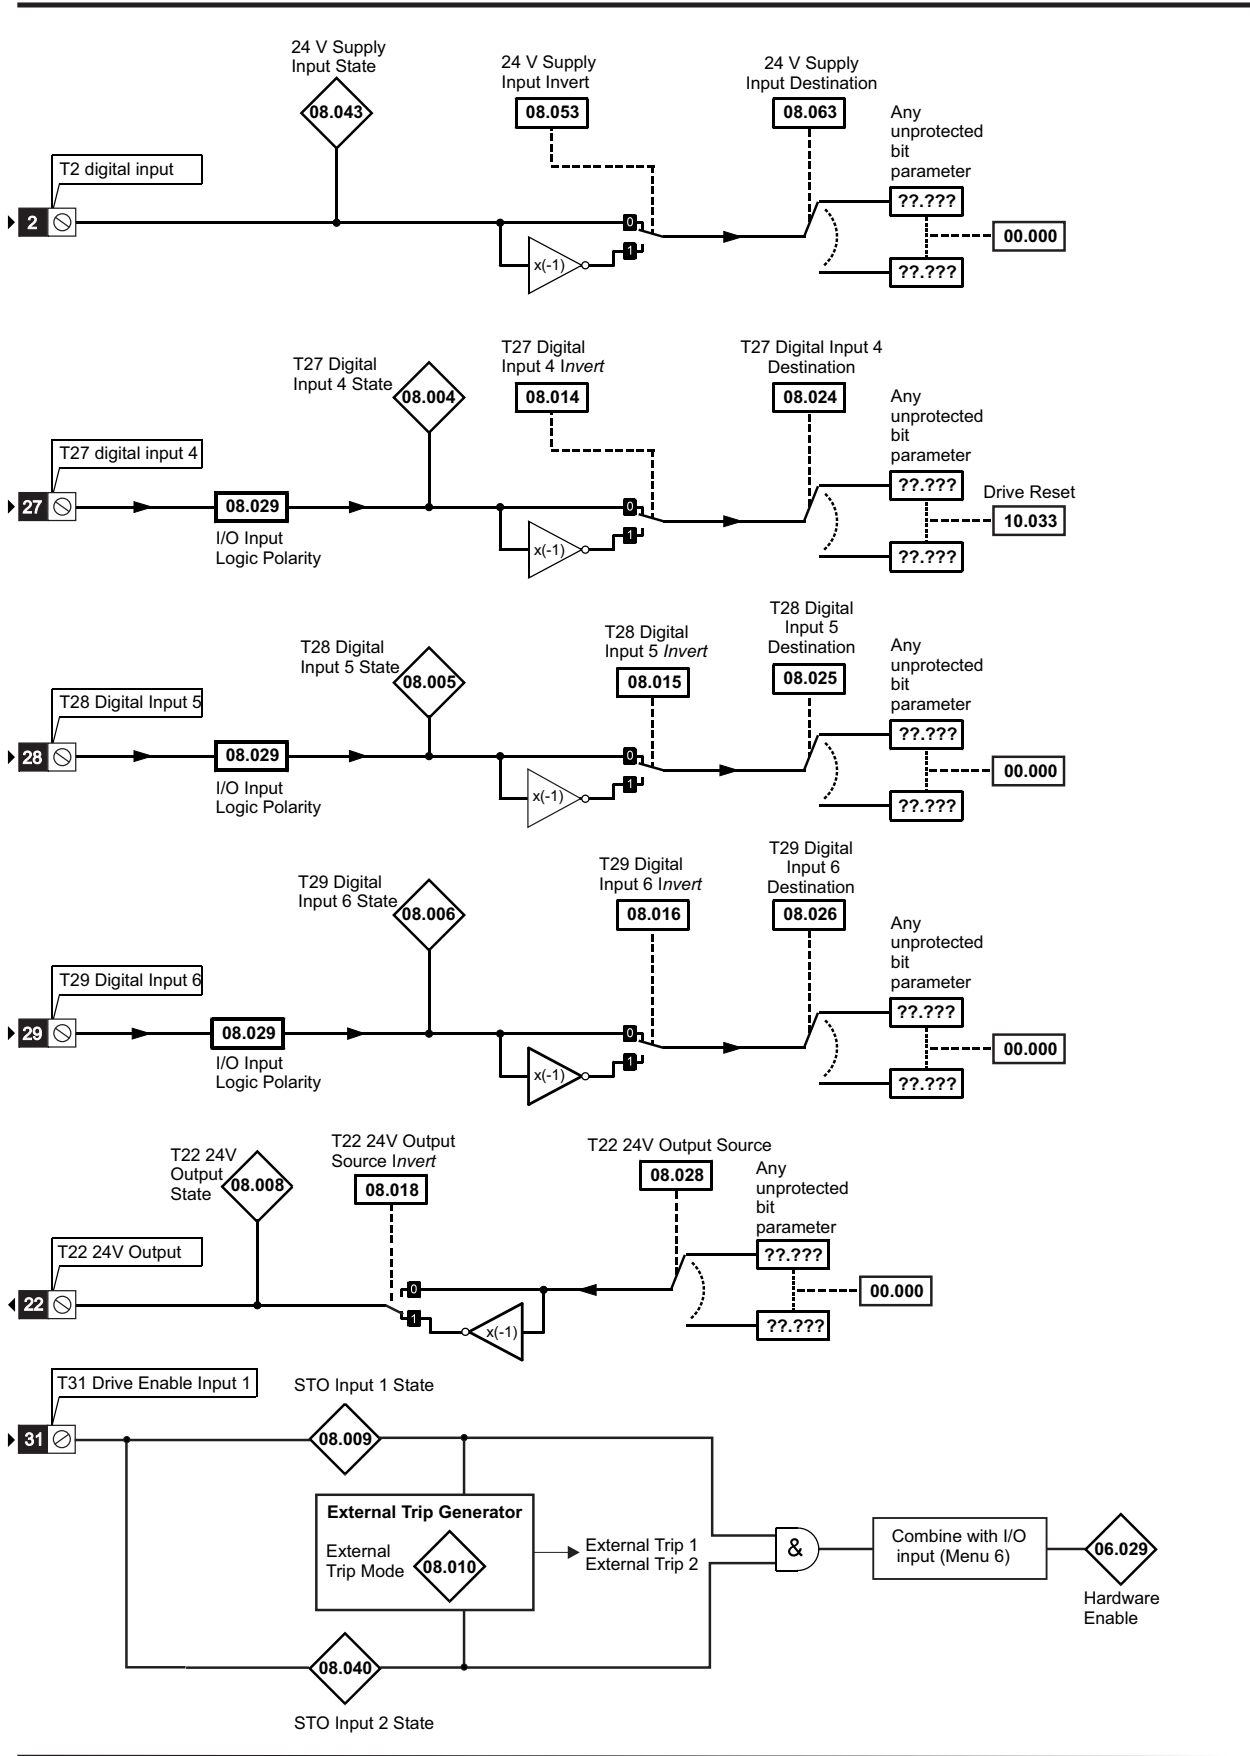 24 V Supply
Input State
08.043
24 V Supply
Input Invert
08.053
24 V Supply
Input Destination
08.063
Any
unprotected
bit
parameter
T2 digital input
2
0
1
x(-1)
??.???
??.???
00.000
T27 Digital
Input 4 State
08.004
T27 Digital
Input 4 Invert
08.014
T27 Digital Input 4
Destination
08.024
Any
unprotected
bit
parameter
T27 digital input 4
27
08.029
I/O Input
Logic Polarity
0
1
x(-1)
??.???
??.???
Drive Reset
10.033
T28 Digital
Input 5 State
08.005
T28 Digital
Input 5 Invert
08.015
T28 Digital
Input 5
Destination
08.025
Any
unprotected
bit
parameter
T28 Digital Input 5
28
08.029
I/O Input
Logic Polarity
0
1
x(-1)
??.???
??.???
00.000
T29 Digital
Input 6 State
08.006
T29 Digital
Input 6 Invert
08.016
T29 Digital
Input 6
Destination
08.026
Any
unprotected
bit
parameter
T29 Digital Input 6
29
08.029
I/O Input
Logic Polarity
0
1
x(-1)
??.???
??.???
00.000
T22 24V
Output
State
08.008
T22 24V Output
Source Invert
08.018
T22 24V Output Source
08.028
Any
unprotected
bit
parameter
T22 24V Output
22
0
1
x(-1)
??.???
??.???
00.000
T31 Drive Enable Input 1
31
STO Input 1 State
08.009
External Trip Generator
External
Trip Mode
08.010
External Trip 1
External Trip 2
&
Combine with I/O
input (Menu 6)
06.029
Hardware
Enable
08.040
STO Input 2 State